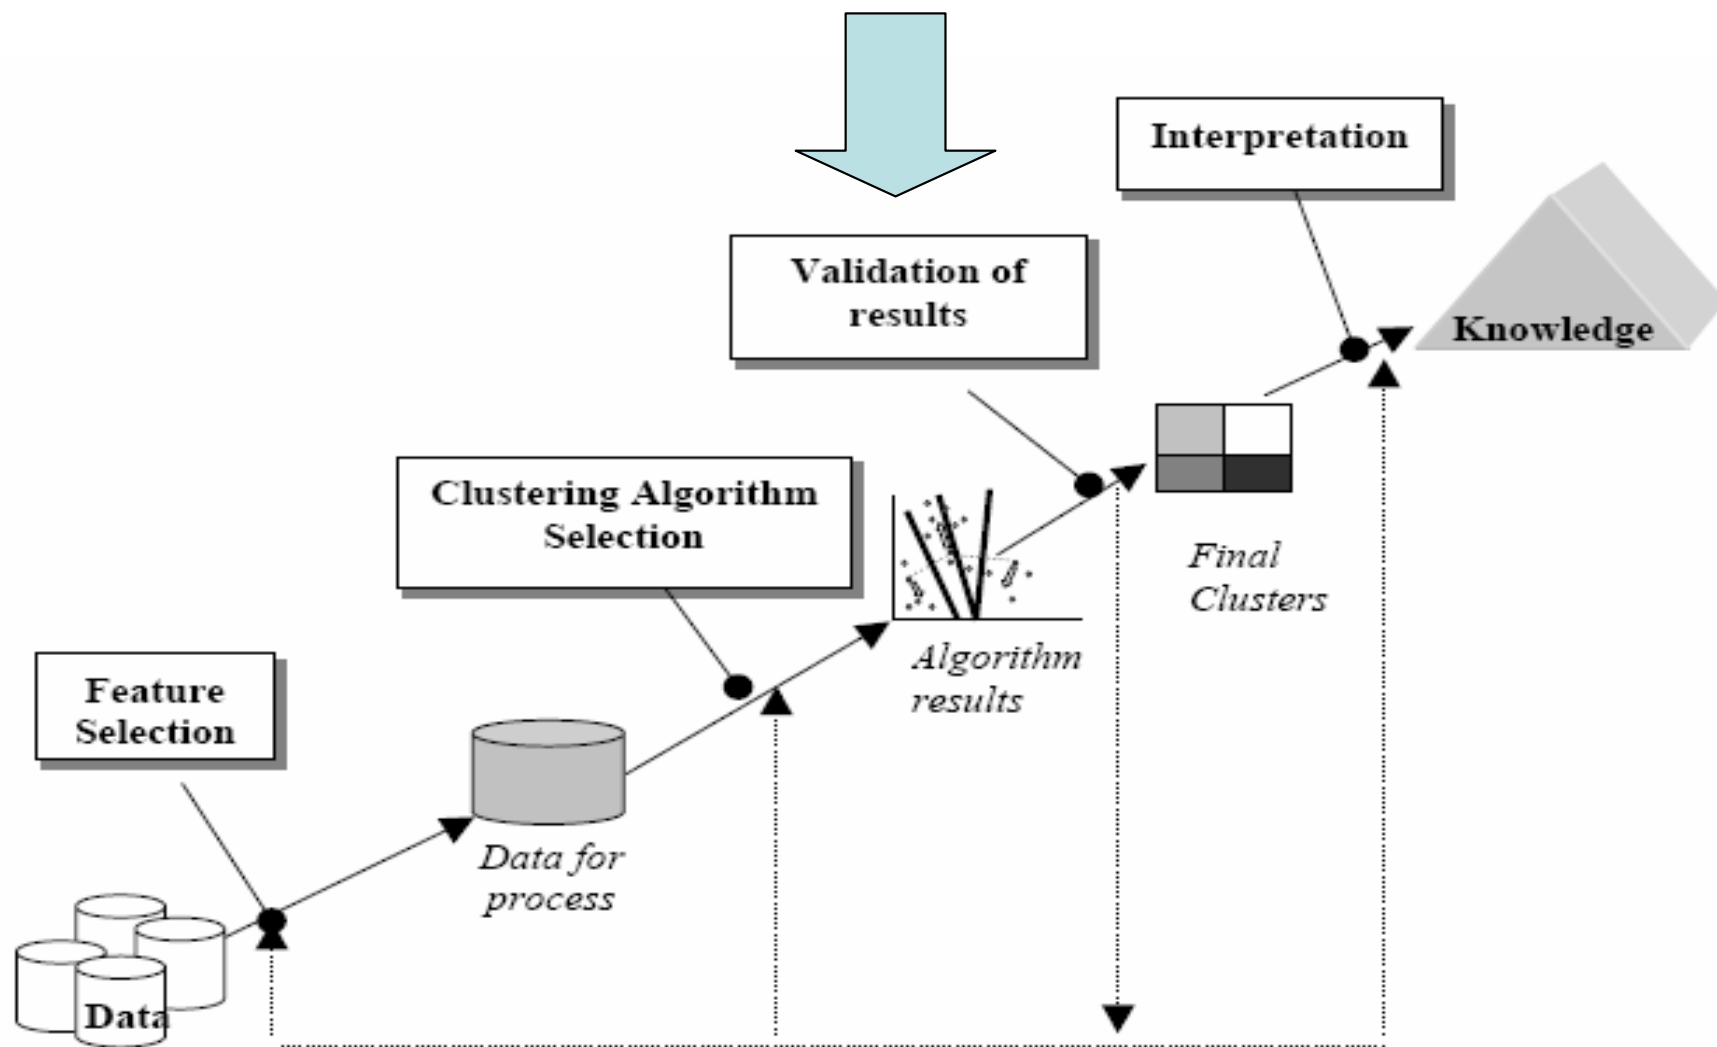 Interpretation
Validation of
results
Knowledge
Clustering Algorithm
Selection
Final
Clusters
Algorithm
results
Feature
Selection
Data for
process
Data